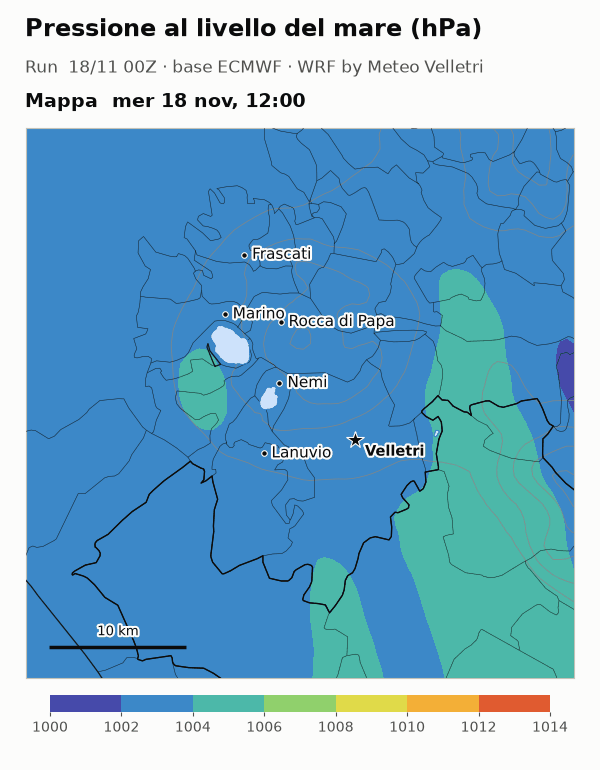 Pressione al livello del mare (hPa)
Run  18/11 00Z · base ECMWF · WRF by Meteo Velletri
Mappa  mer 18 nov, 12:00
Frascati
Marino
Rocca di Papa
Nemi
Velletri
Lanuvio
10 km
1000 1002 1004 1006 1008 1010 1012 1014